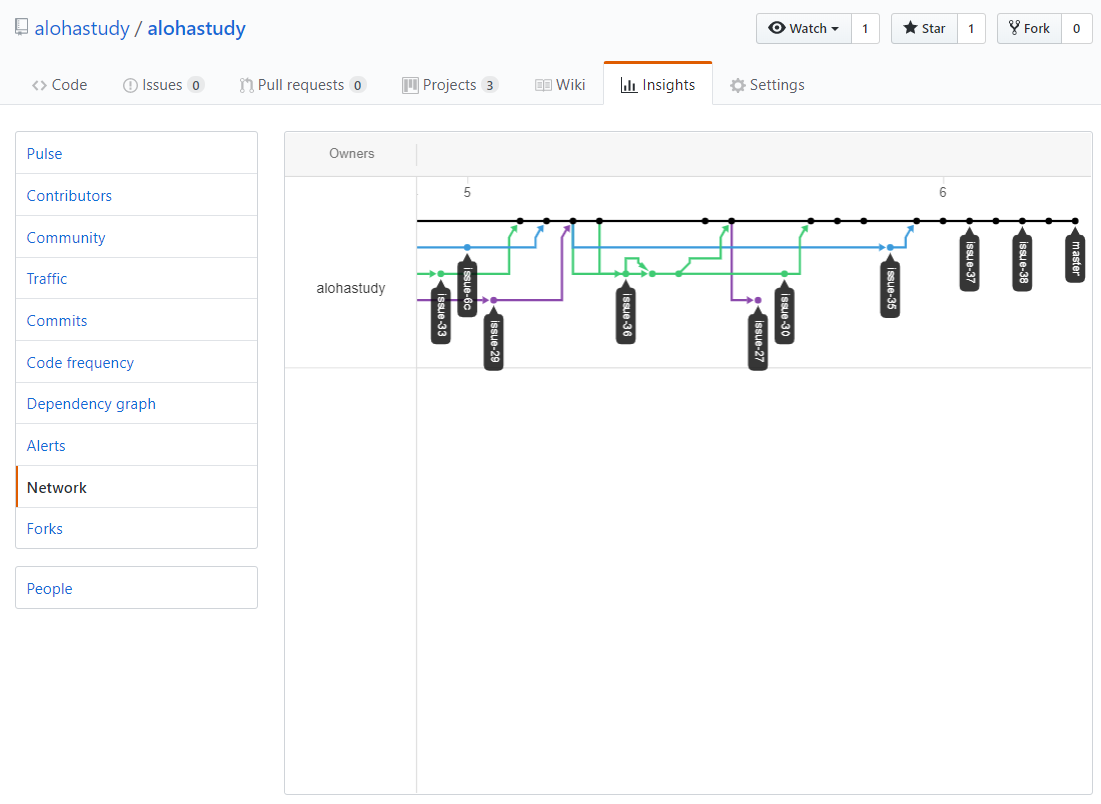 alohastudy / alohastudy
Watch 1 Star 1 Fork 0
Code Issues 0 Pull requests 0 Projects 3 Wiki Insights Settings
Pulse
Contributors
Community
Traffic
Commits
Code frequency
Dependency graph
Alerts
Network
Forks
People
Owners
5 6
alohastudy
issue-33
issue-6c
issue-29
issue-36
issue-27
issue-30
issue-35
issue-37
issue-38
master